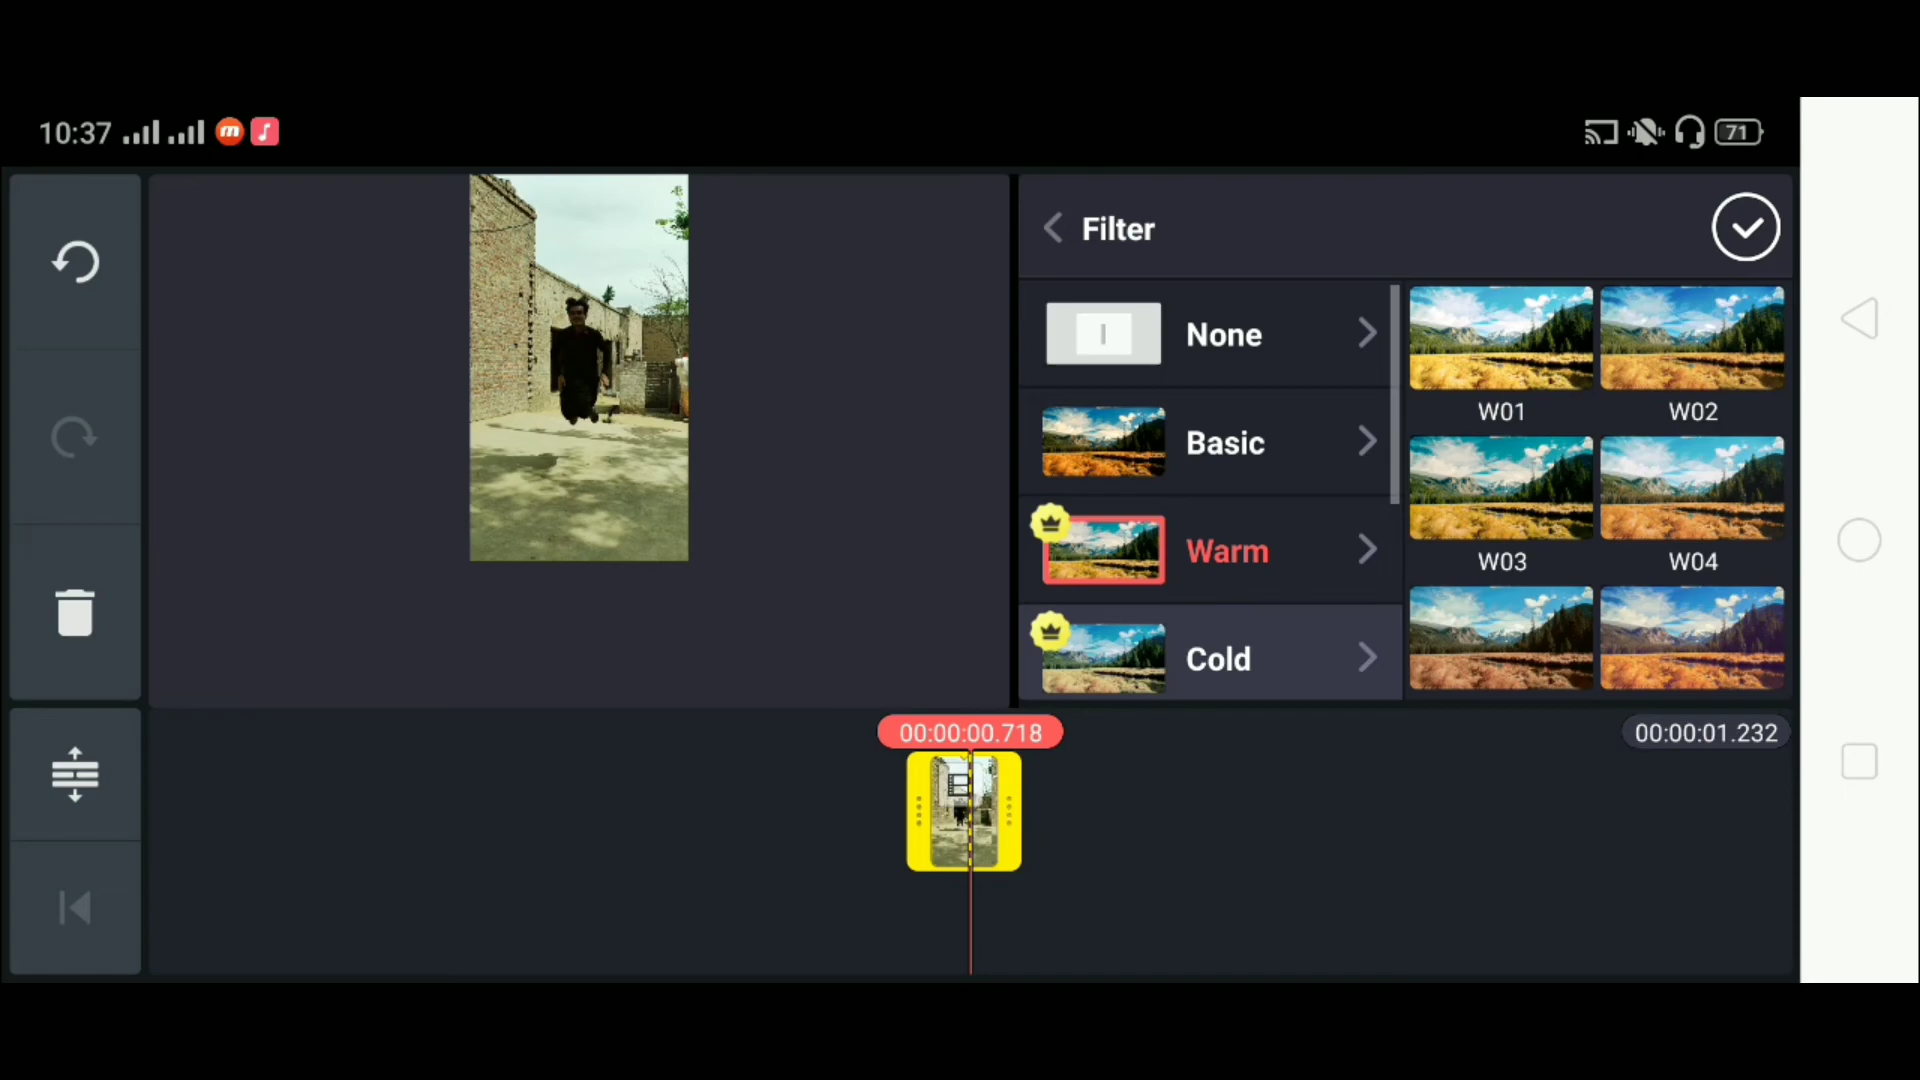 10:37
71
Filter
None
Basic
Warm
Cold
W01
W02
W03
W04
00:00:00.718
00:00:01.232